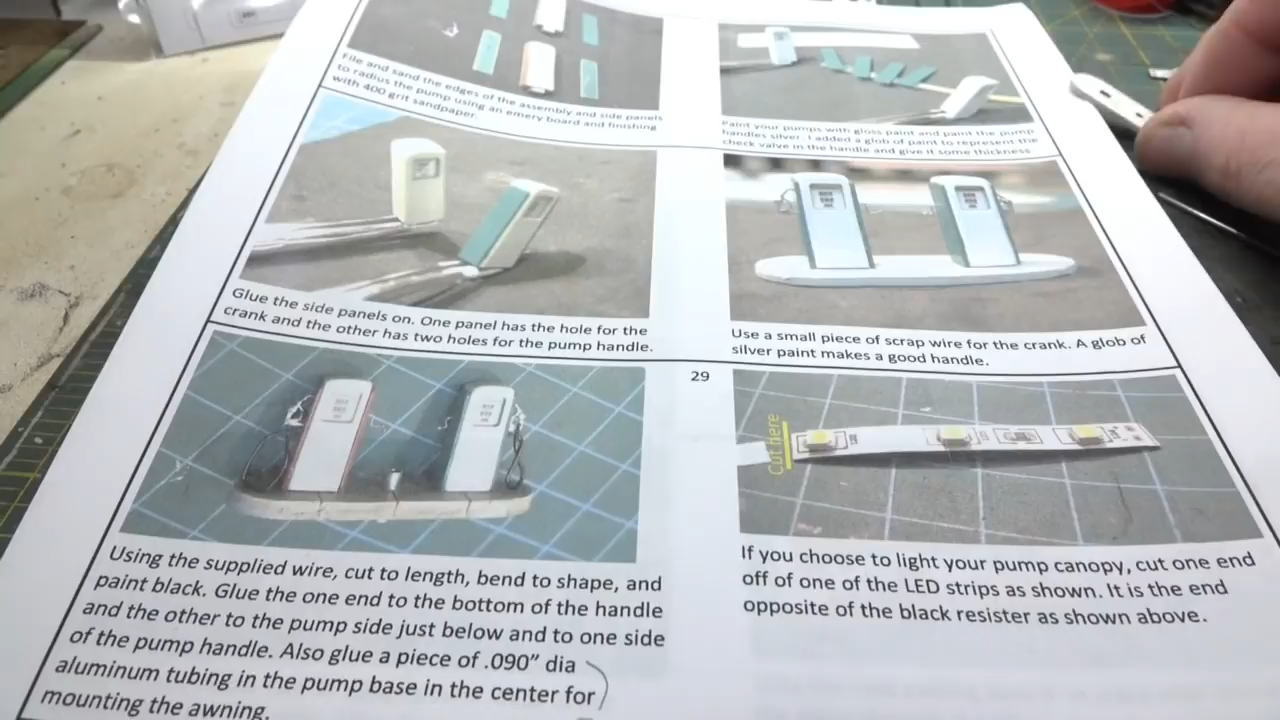 File and sand the edges of the assembly and side panels
to radius the pump using an emery board and finishing
with 400 grit sandpaper.
Paint your pumps with gloss paint and paint the pump
handles silver. I added a glob of paint to represent the
check valve in the handle and give it some thickness.
Glue the side panels on. One panel has the hole for the
crank and the other has two holes for the pump handle.
Use a small piece of scrap wire for the crank. A glob of
silver paint makes a good handle.
29
Cut Here
Using the supplied wire, cut to length, bend to shape, and
paint black. Glue the one end to the bottom of the handle
and the other to the pump side just below and to one side
of the pump handle. Also glue a piece of .090” dia
aluminum tubing in the pump base in the center for
mounting the awning.
If you choose to light your pump canopy, cut one end
off of one of the LED strips as shown. It is the end
opposite of the black resister as shown above.